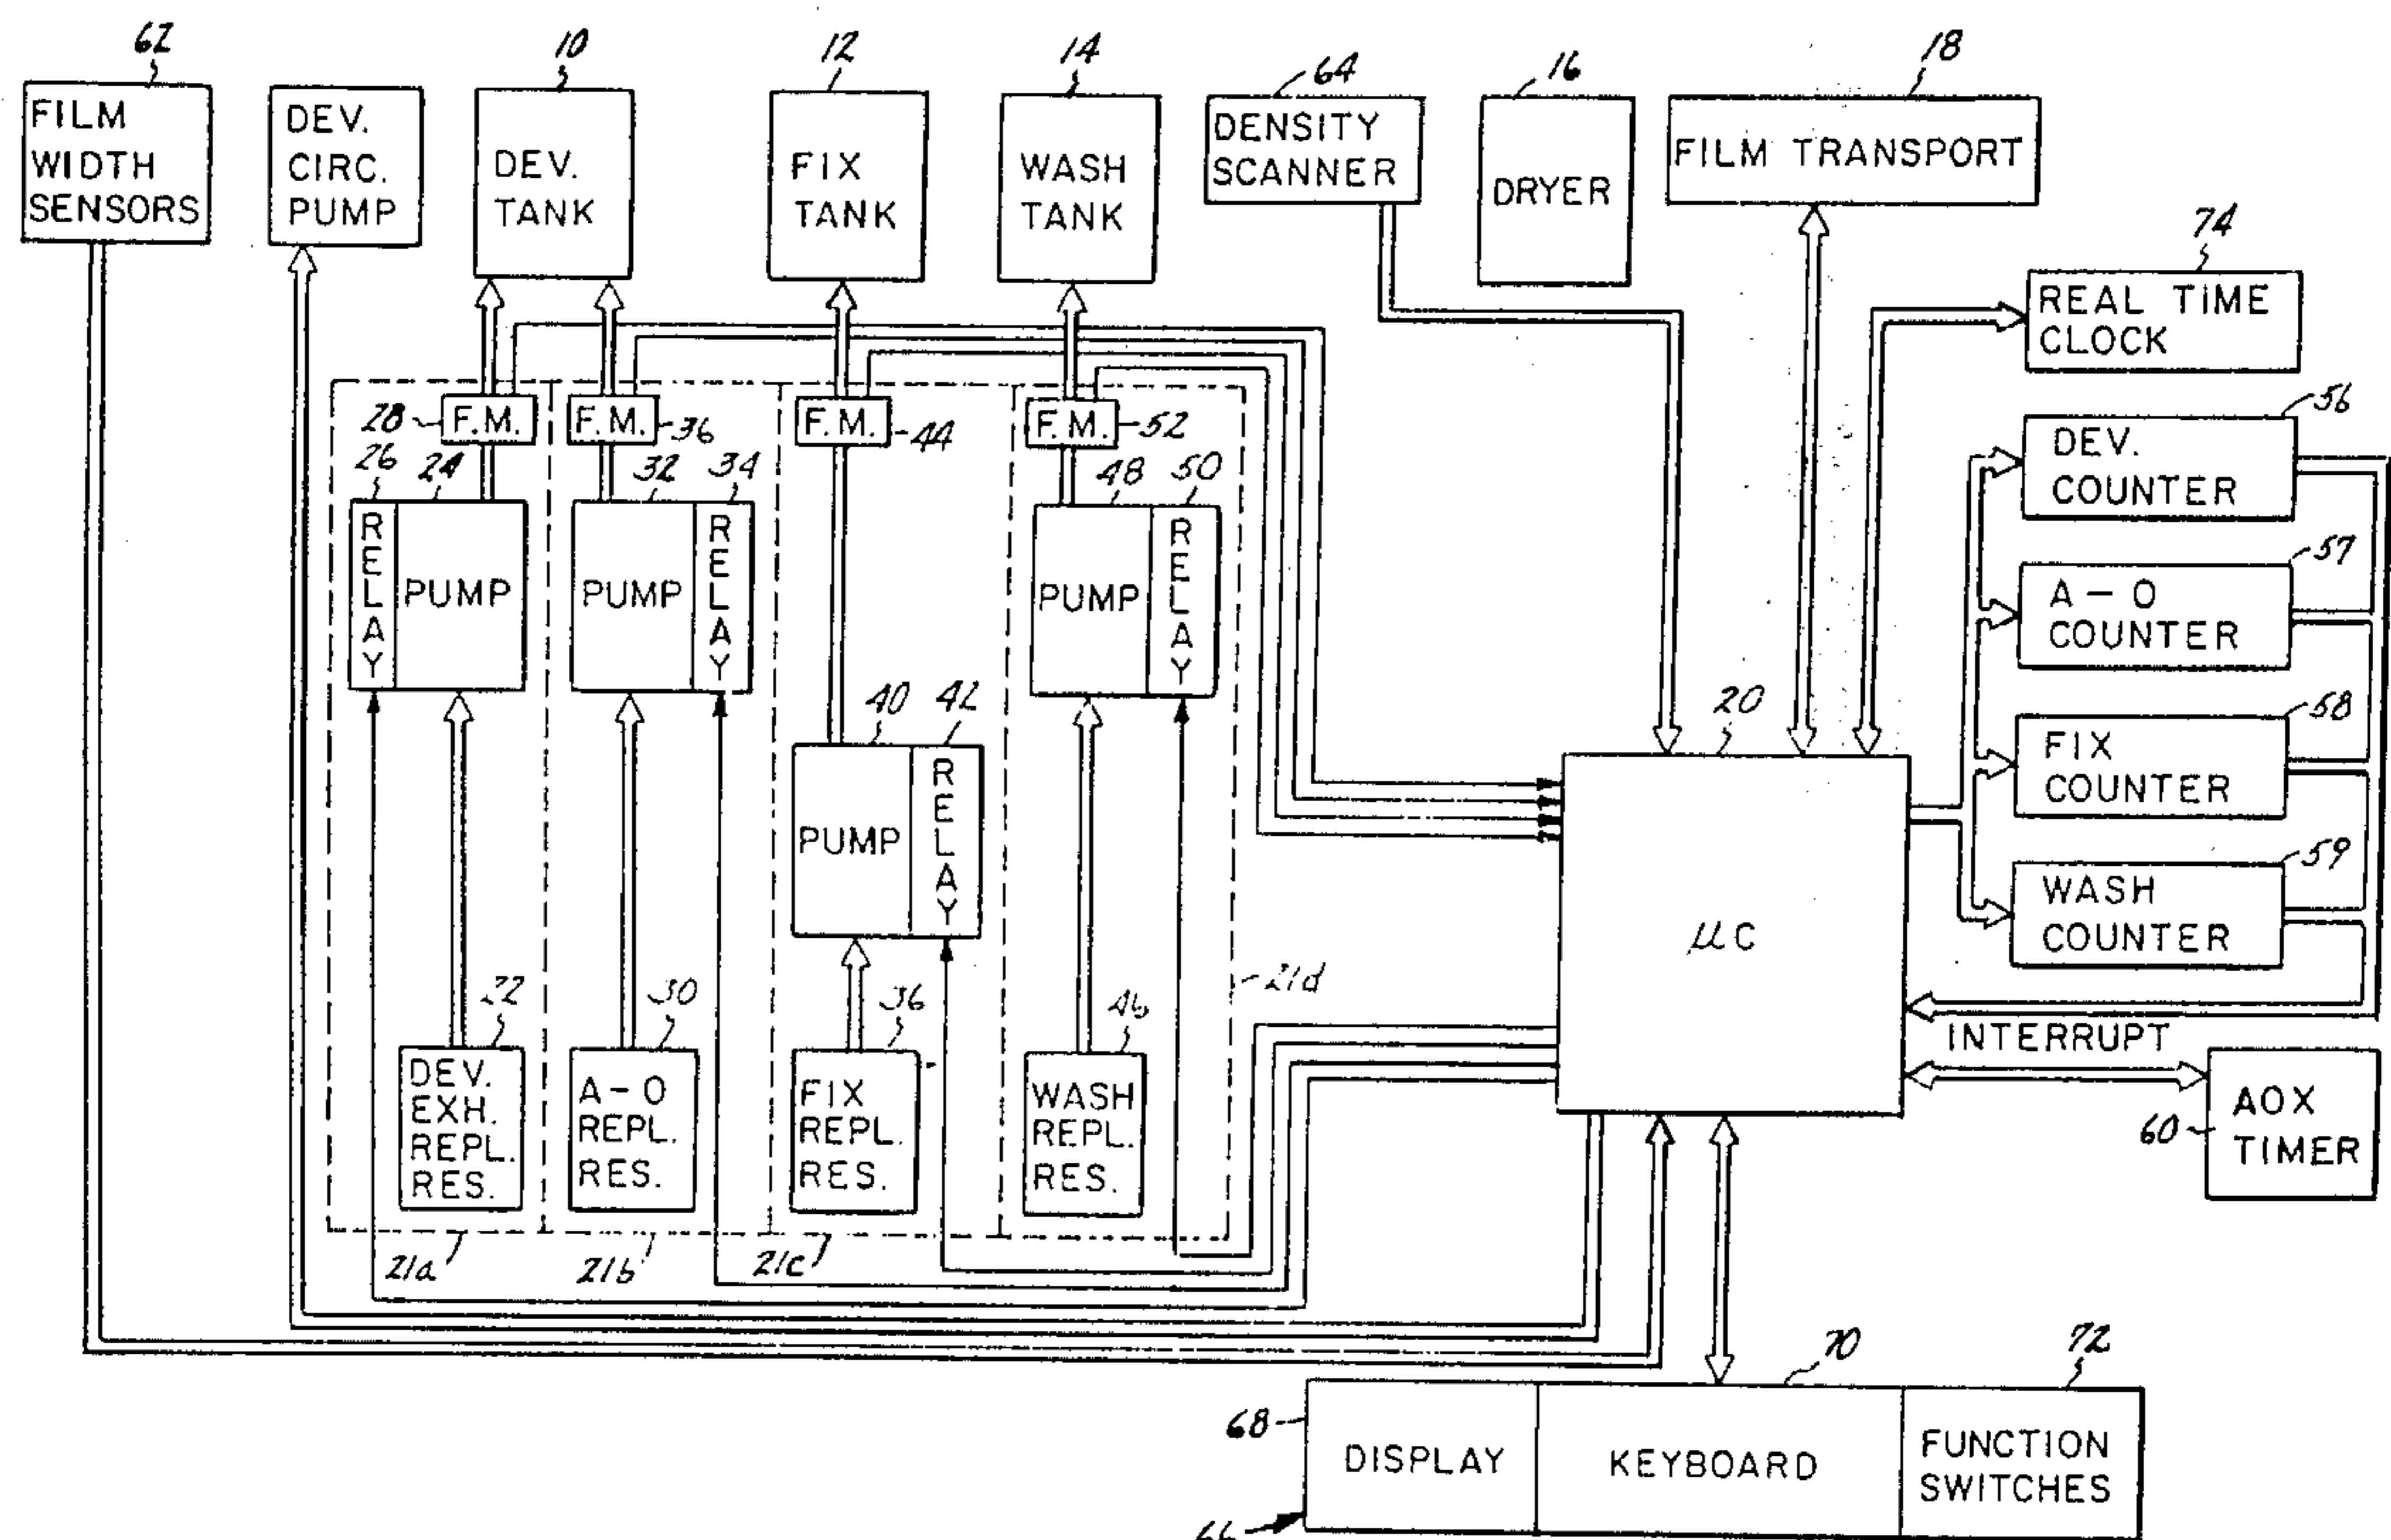 62
10
12
14
64
16
18
FILM
WIDTH
SENSORS
DEV.
CIRC.
PUMP
DEV.
TANK
FIX
TANK
WASH
TANK
DENSITY
SCANNER
DRYER
FILM TRANSPORT
74
REAL TIME
CLOCK
28
F.M.
F.M.
36
F.M.
44
F.M.
52
26
24
32
34
48
50
RELAY
PUMP
PUMP
RELAY
PUMP
RELAY
56
DEV.
COUNTER
57
A-O
COUNTER
40
42
PUMP
RELAY
20
μC
58
FIX
COUNTER
59
WASH
COUNTER
22
30
36
46
21d
DEV.
EXH.
REPL.
RES.
A-O
REPL.
RES.
FIX
REPL.
RES.
WASH
REPL.
RES.
INTERRUPT
60
AOX
TIMER
21a
21b
21c
70
72
68
DISPLAY
KEYBOARD
FUNCTION
SWITCHES
66